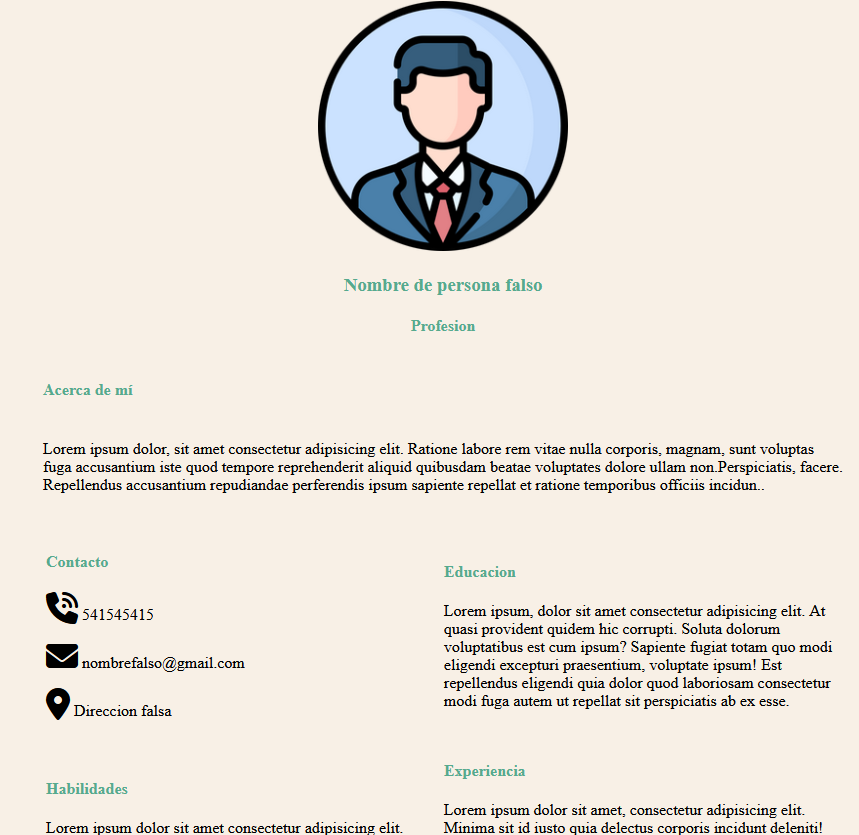 Nombre de persona falso
Profesion
Acerca de mí
Lorem ipsum dolor, sit amet consectetur adipisicing elit. Ratione labore rem vitae nulla corporis, magnam, sunt voluptas
fuga accusantium iste quod tempore reprehenderit aliquid quibusdam beatae voluptates dolore ullam non.Perspiciatis, facere.
Repellendus accusantium repudiandae perferendis ipsum sapiente repellat et ratione temporibus officiis incidun..
Contacto
541545415
nombrefalso@gmail.com
Direccion falsa
Habilidades
Lorem ipsum dolor sit amet consectetur adipisicing elit.
Educacion
Lorem ipsum, dolor sit amet consectetur adipisicing elit. At
quasi provident quidem hic corrupti. Soluta dolorum
voluptatibus est cum ipsum? Sapiente fugiat totam quo modi
eligendi excepturi praesentium, voluptate ipsum! Est
repellendus eligendi quia dolor quod laboriosam consectetur
modi fuga autem ut repellat sit perspiciatis ab ex esse.
Experiencia
Lorem ipsum dolor sit amet, consectetur adipisicing elit.
Minima sit id iusto quia delectus corporis incidunt deleniti!